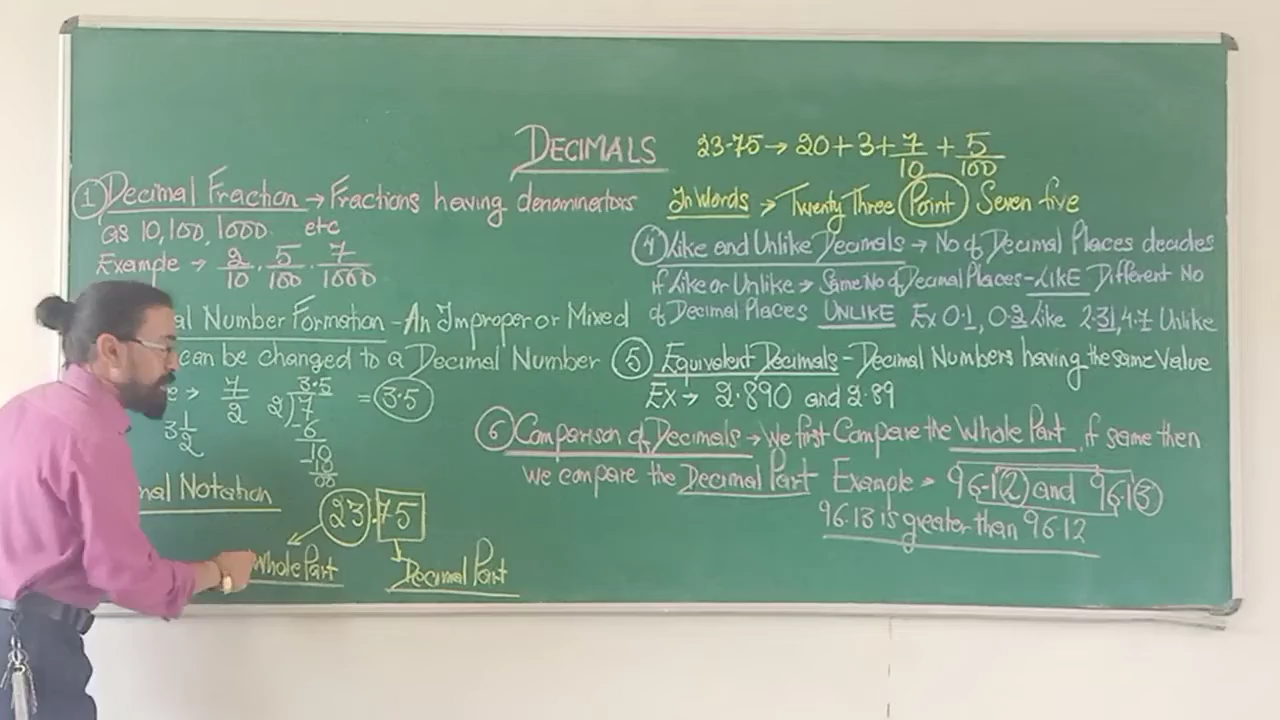 DECIMALS
23.75 → 20 + 3 + 7/10 + 5/100
In Words → Twenty Three Point Seven five
① Decimal Fraction → Fractions having denominators
as 10, 100, 1000. etc
Example → 2/10, 5/100, 7/1000
al Number Formation - An Improper or Mixed
can be changed to a Decimal Number
e → 7/2
3 1/2
3.5
2)7
-6
10
-10
00
= 3.5
nal Notation
23.75
Whole Part
Decimal Part
④ Like and Unlike Decimals → No of Decimal Places decides
if Like or Unlike → Same No of Decimal Places - LIKE Different No
of Decimal Places UNLIKE Ex 0.1, 0.3 Like 2.31, 4.7 Unlike
⑤ Equivalent Decimals - Decimal Numbers having the same Value
Ex → 2.890 and 2.89
⑥ Comparison of Decimals → We first Compare the Whole Part, if same then
we compare the Decimal Part Example → 96.12 and 96.13
96.13 is greater than 96.12